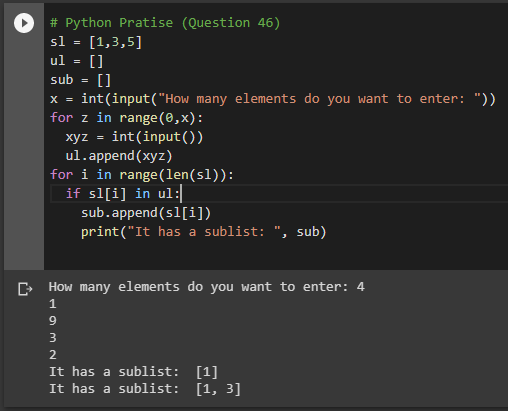 # Python Pratise (Question 46)
sl = [1,3,5]
ul = []
sub = []
x = int(input("How many elements do you want to enter: "))
for z in range(0,x):
  xyz = int(input())
  ul.append(xyz)
for i in range(len(sl)):
  if sl[i] in ul:
    sub.append(sl[i])
    print("It has a sublist: ", sub)
How many elements do you want to enter: 4
1
9
3
2
It has a sublist:  [1]
It has a sublist:  [1, 3]